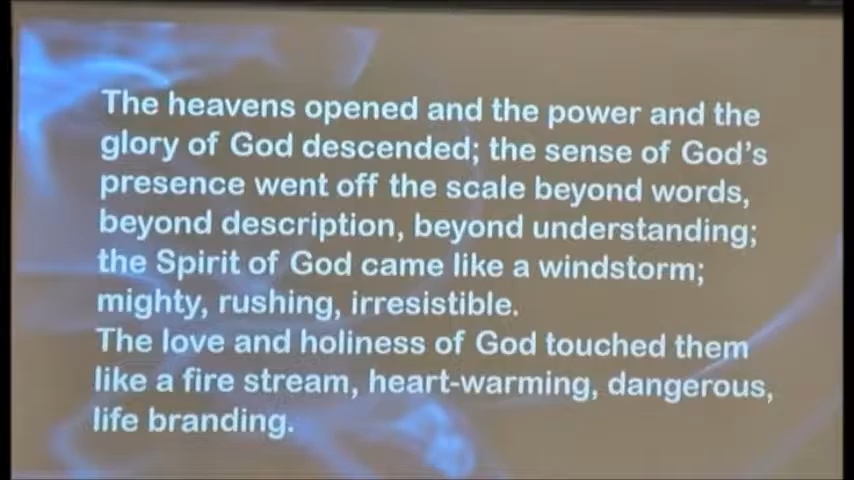 The heavens opened and the power and the
glory of God descended; the sense of God's
presence went off the scale beyond words,
beyond description, beyond understanding;
the Spirit of God came like a windstorm;
mighty, rushing, irresistible.
The love and holiness of God touched them
like a fire stream, heart-warming, dangerous,
life branding.